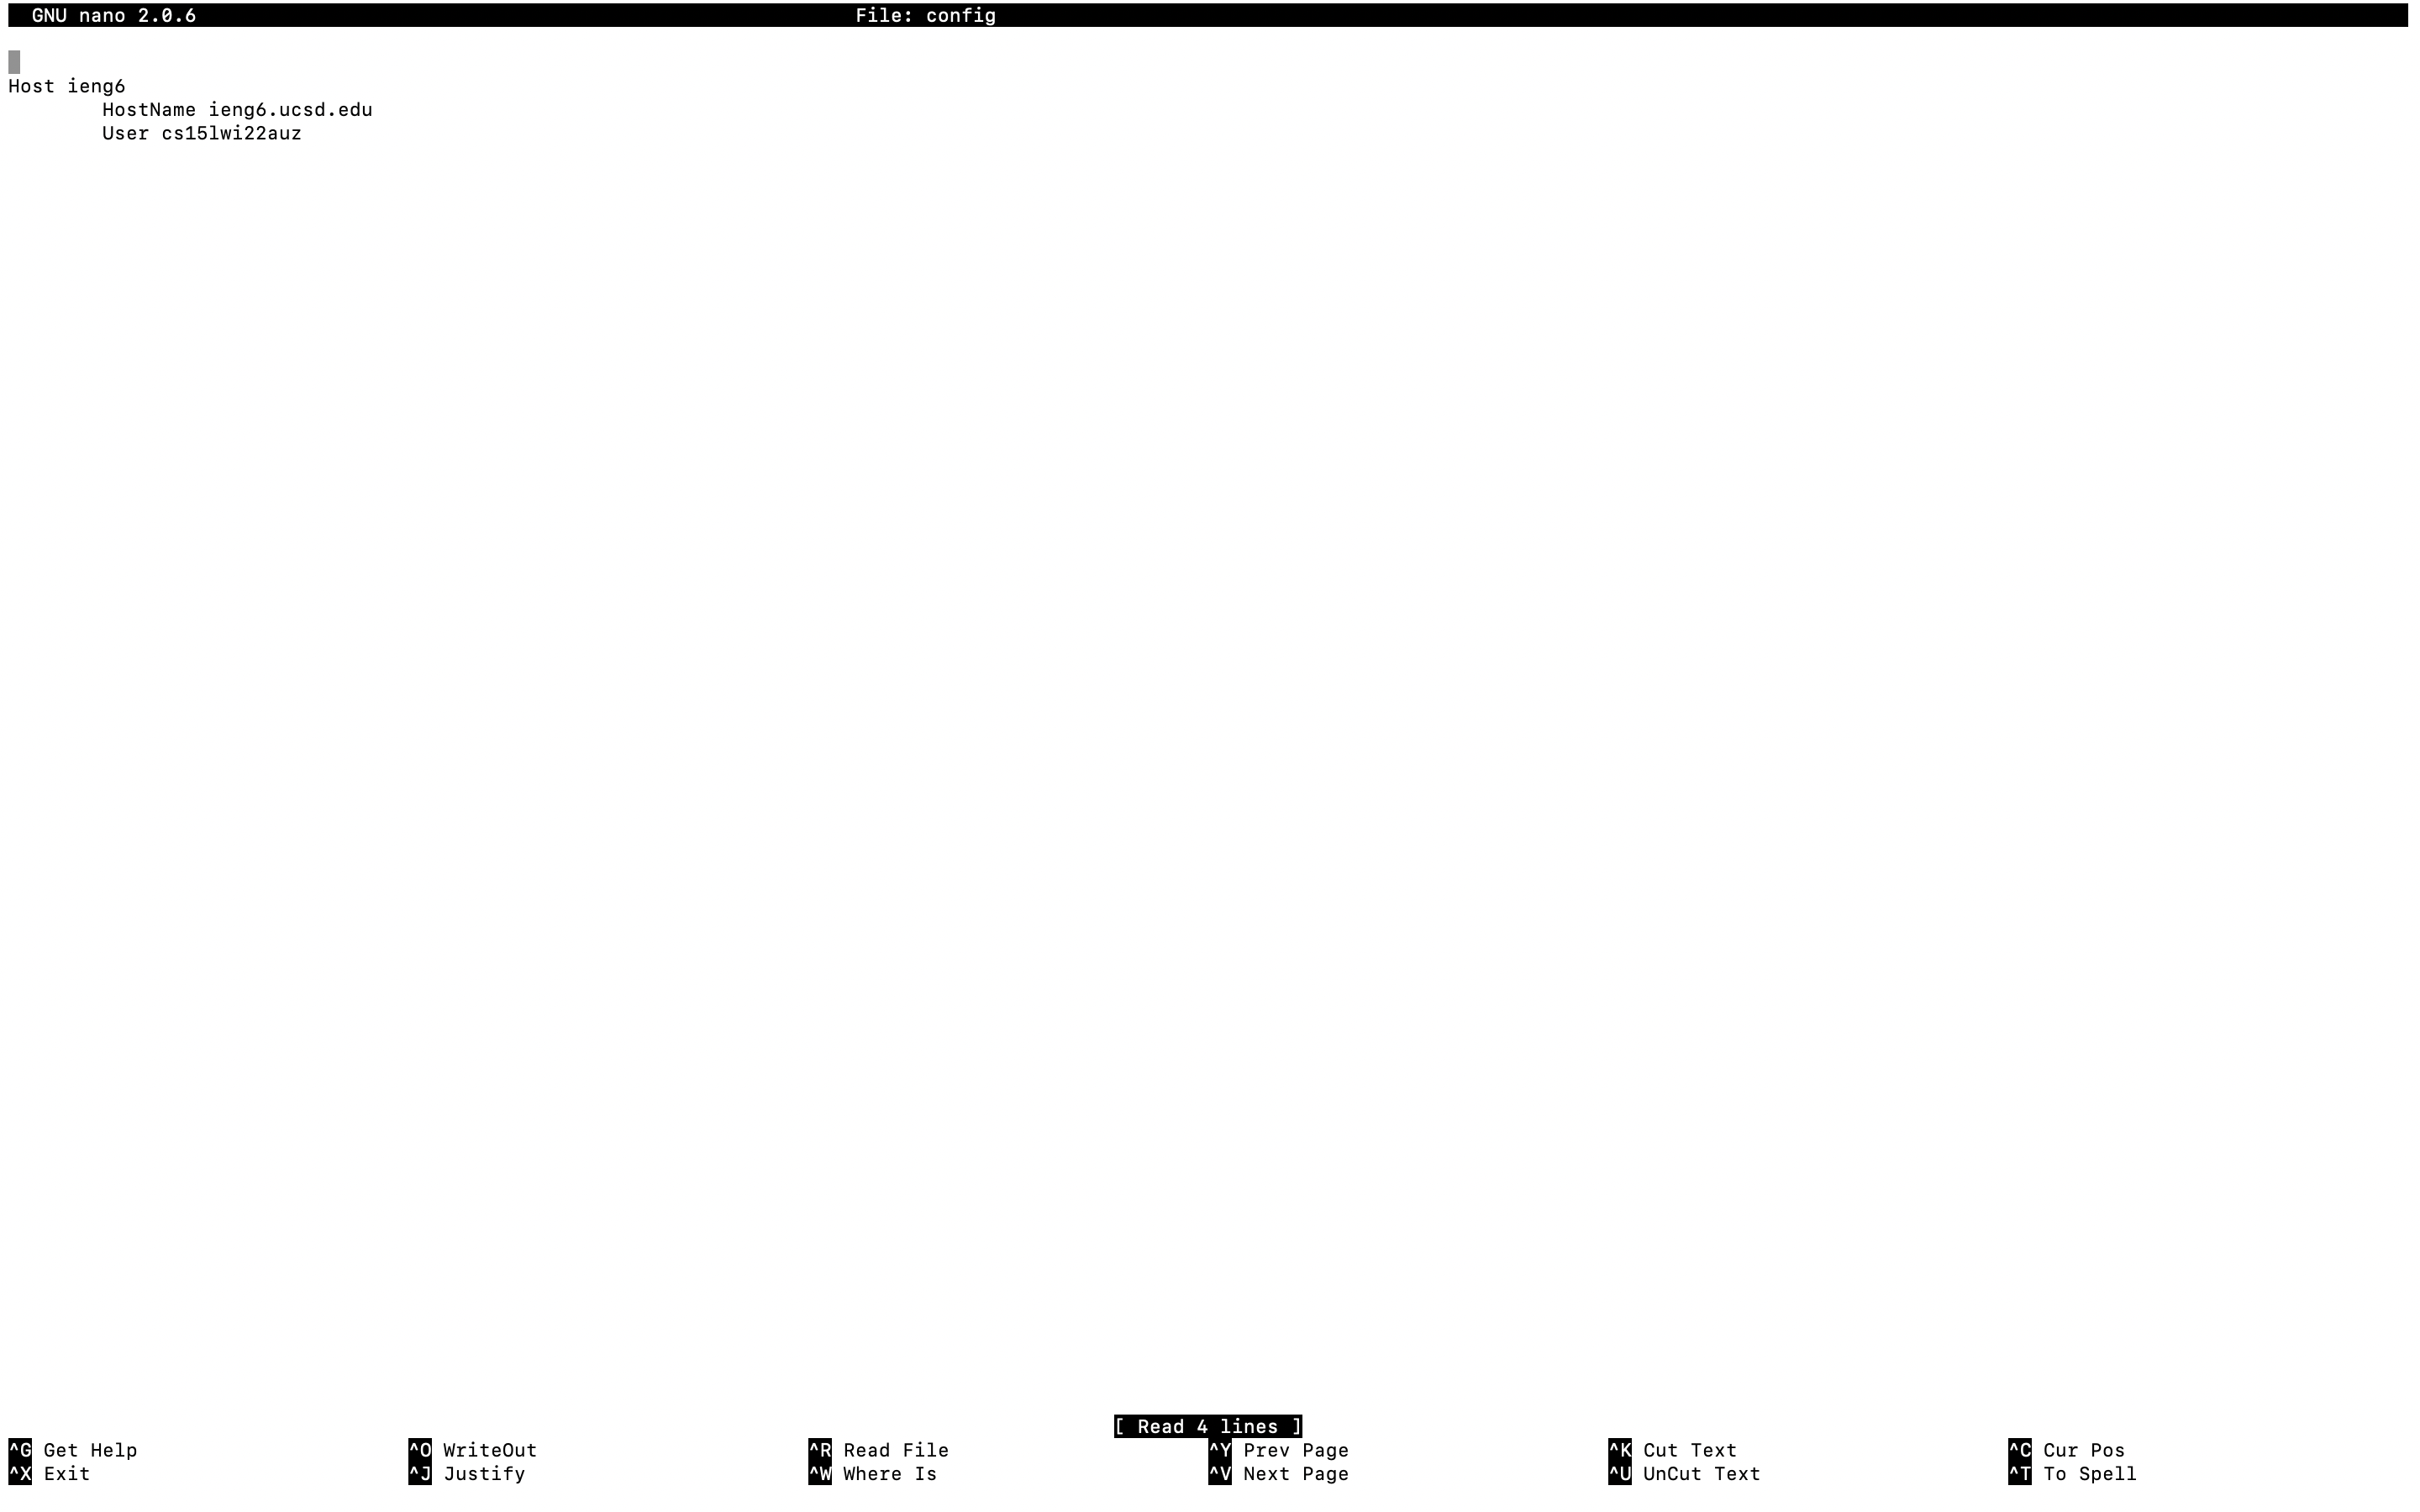 GNU nano 2.0.6 File: config
Host ieng6
HostName ieng6.ucsd.edu
User cs15lwi22auz
[ Read 4 lines ]
^G Get Help ^O WriteOut ^R Read File ^Y Prev Page ^K Cut Text ^C Cur Pos
^X Exit ^J Justify ^W Where Is ^V Next Page ^U UnCut Text ^T To Spell